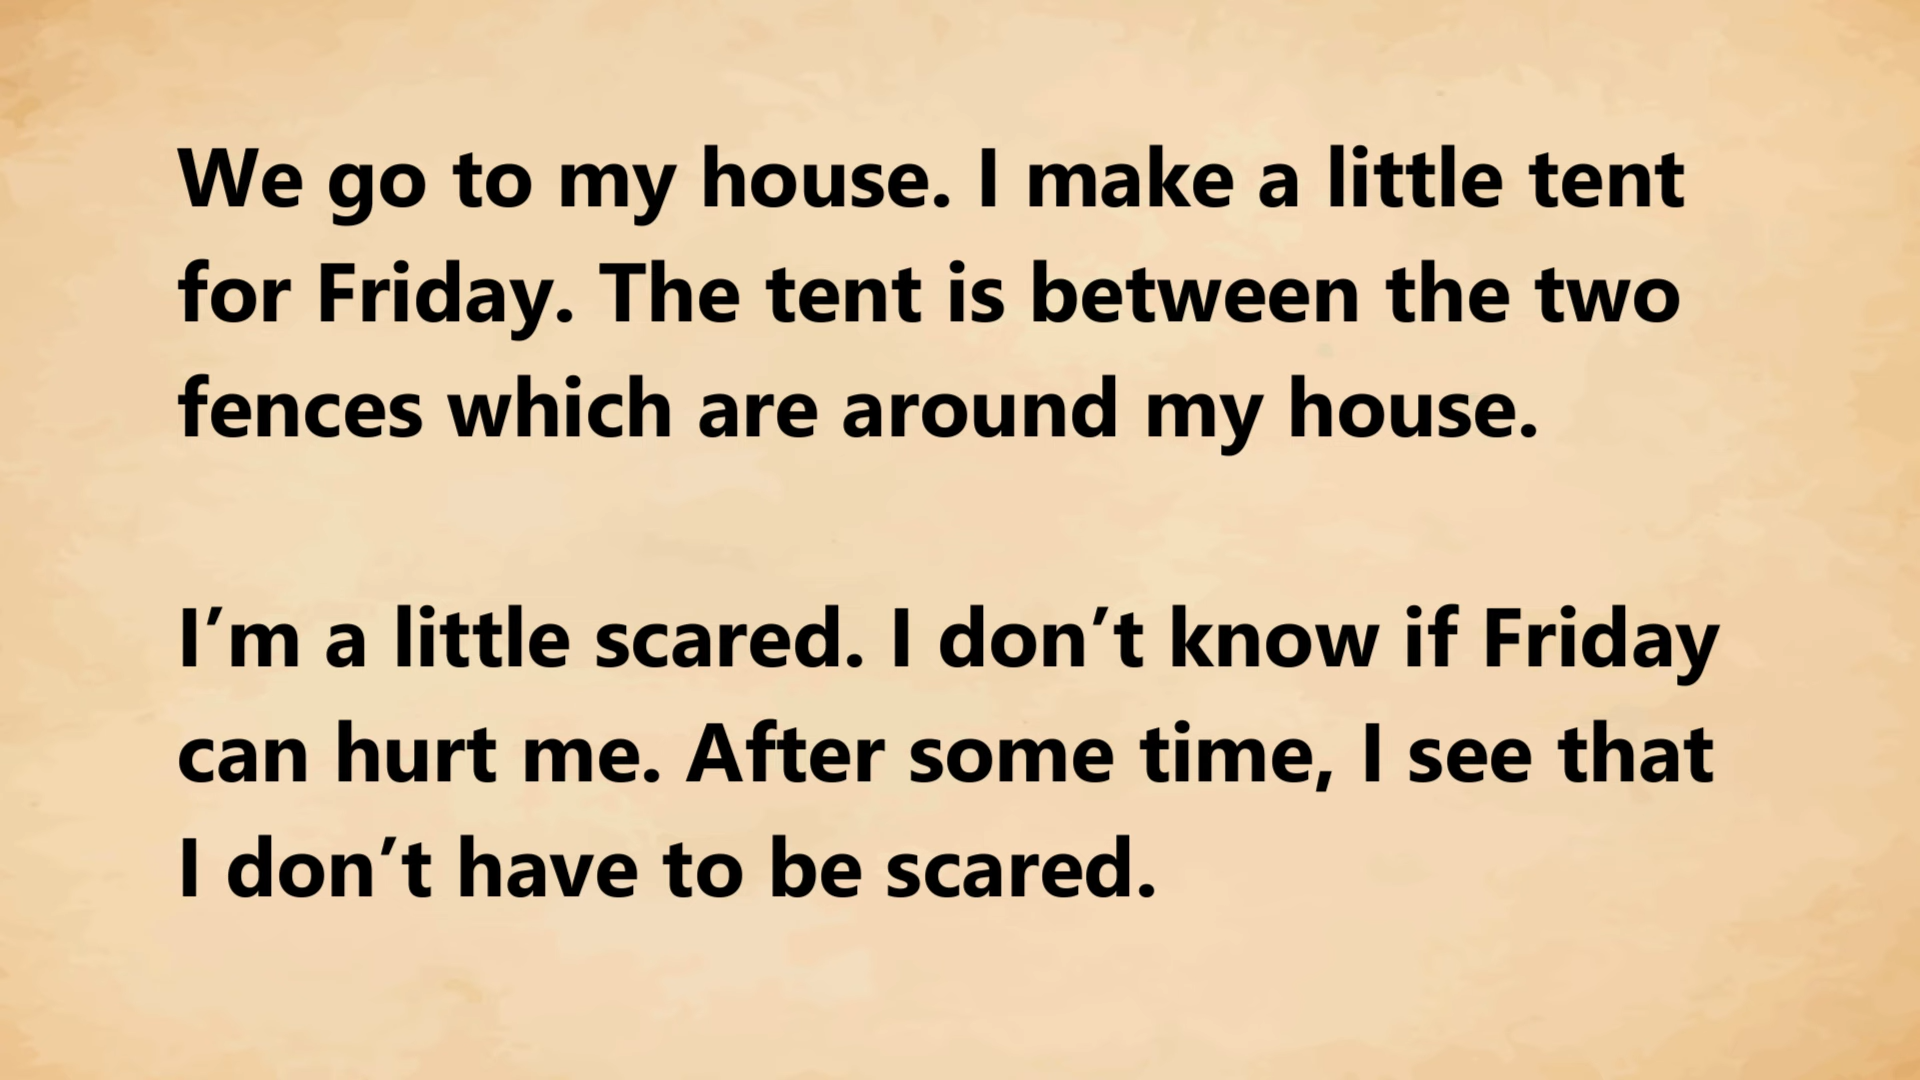 We go to my house. I make a little tent
for Friday. The tent is between the two
fences which are around my house.
I’m a little scared. I don’t know if Friday
can hurt me. After some time, I see that
I don’t have to be scared.